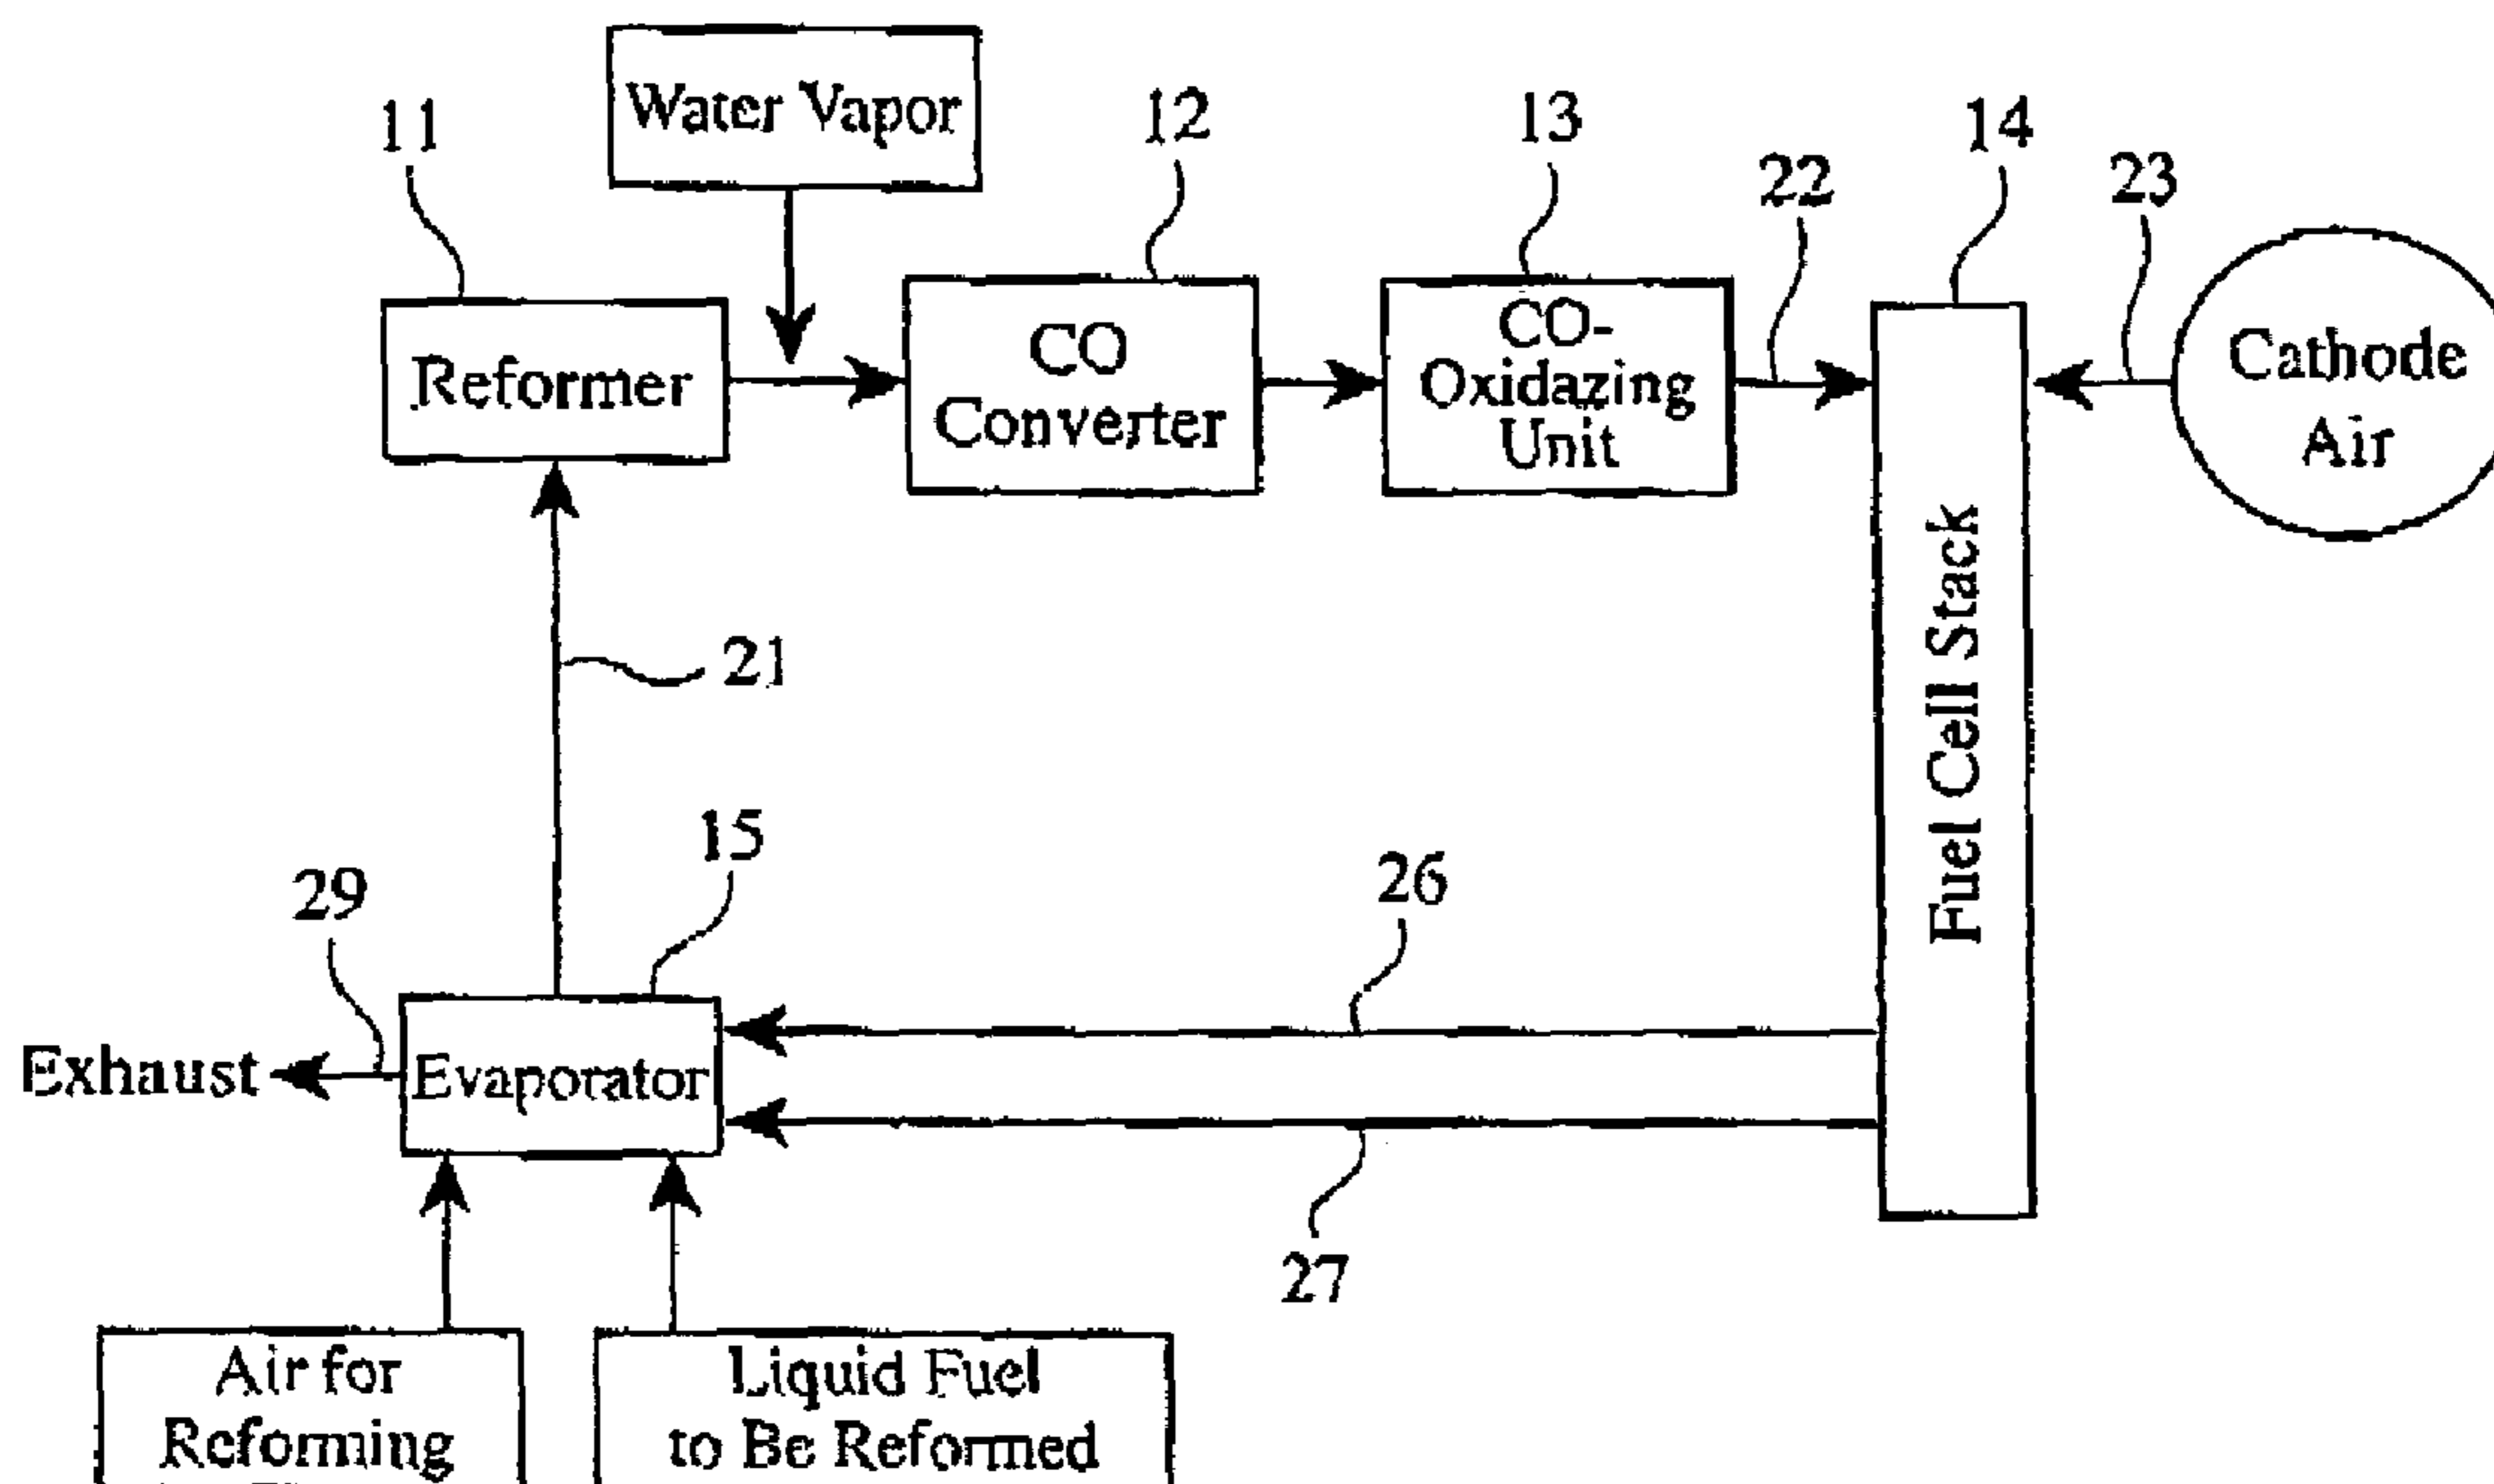 Water Vapor
11
12
13
14
22
23
Reformer
CO
Converter
CO-
Oxidazing
Unit
Cathode
Air
Fuel Cell Stack
21
15
29
26
Exhaust
Evaporator
27
Air for
Reforming
Liquid Fuel
to Be Reformed